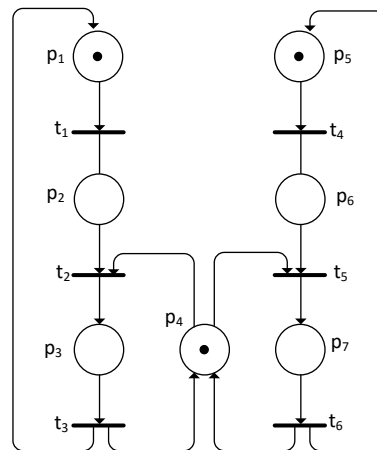 p₁ p₅
t₁ t₄
p₂ p₆
t₂ t₅
p₄
p₃ p₇
t₃ t₆